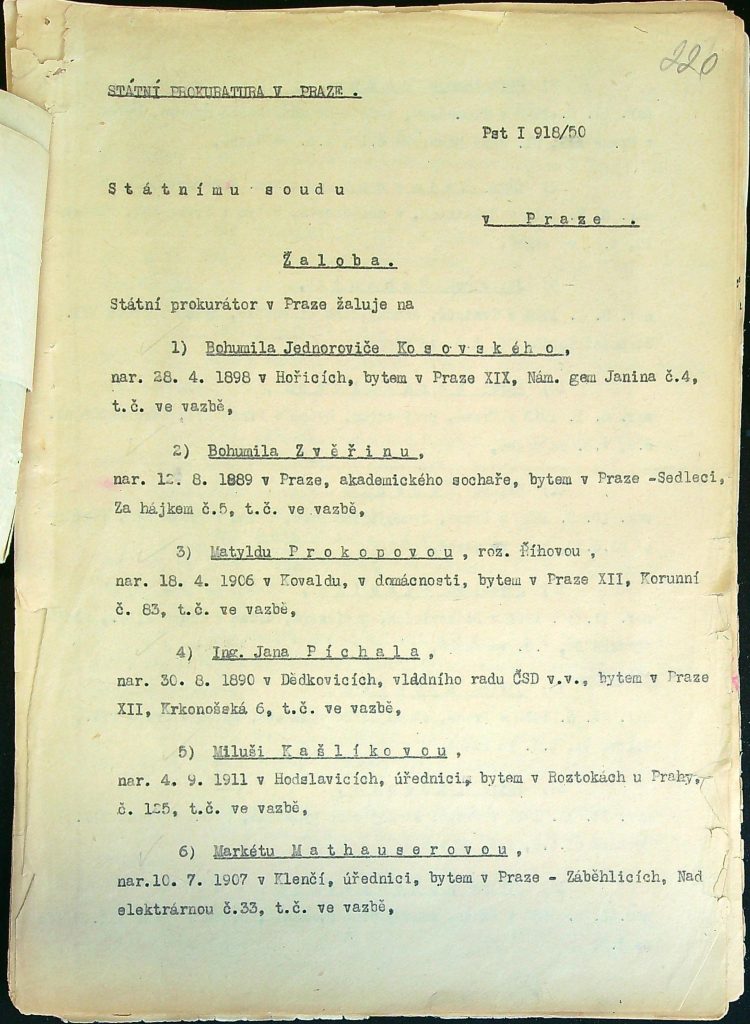 220
STÁTNÍ PROKURATURA V PRAZE .
Pst I 918/50
Státnímu soudu
v Praze .
Žaloba.
Státní prokurátor v Praze žaluje na
1) Bohumila Jednoroviče Kosovského,
nar. 28. 4. 1898 v Hořicích, bytem v Praze XIX, Nám. gem Janina č.4,
t.č. ve vazbě,
2) Bohumila Zvěřinu,
nar. 12. 8. 1889 v Praze, akademického sochaře, bytem v Praze -Sedleci,
Za hájkem č.5, t.č. ve vazbě,
3) Matyldu Prokopovou, roz. Říhovou,
nar. 18. 4. 1906 v Kovaldu, v domácnosti, bytem v Praze XII, Korunní
č. 83, t.č. ve vazbě,
4) Ing. Jana Píchala,
nar. 30. 8. 1890 v Dědkovicích, vládního radu ČSD v.v., bytem v Praze
XII, Krkonošská 6, t.č. ve vazbě,
5) Miluši Kašlíkovou,
nar. 4. 9. 1911 v Hodslavicích, úřednici, bytem v Roztokách u Prahy,
č. 125, t.č. ve vazbě,
6) Markétu Mathauserovou,
nar.10. 7. 1907 v Klenčí, úřednici, bytem v Praze - Záběhlicích, Nad
elektrárnou č.33, t.č. ve vazbě,